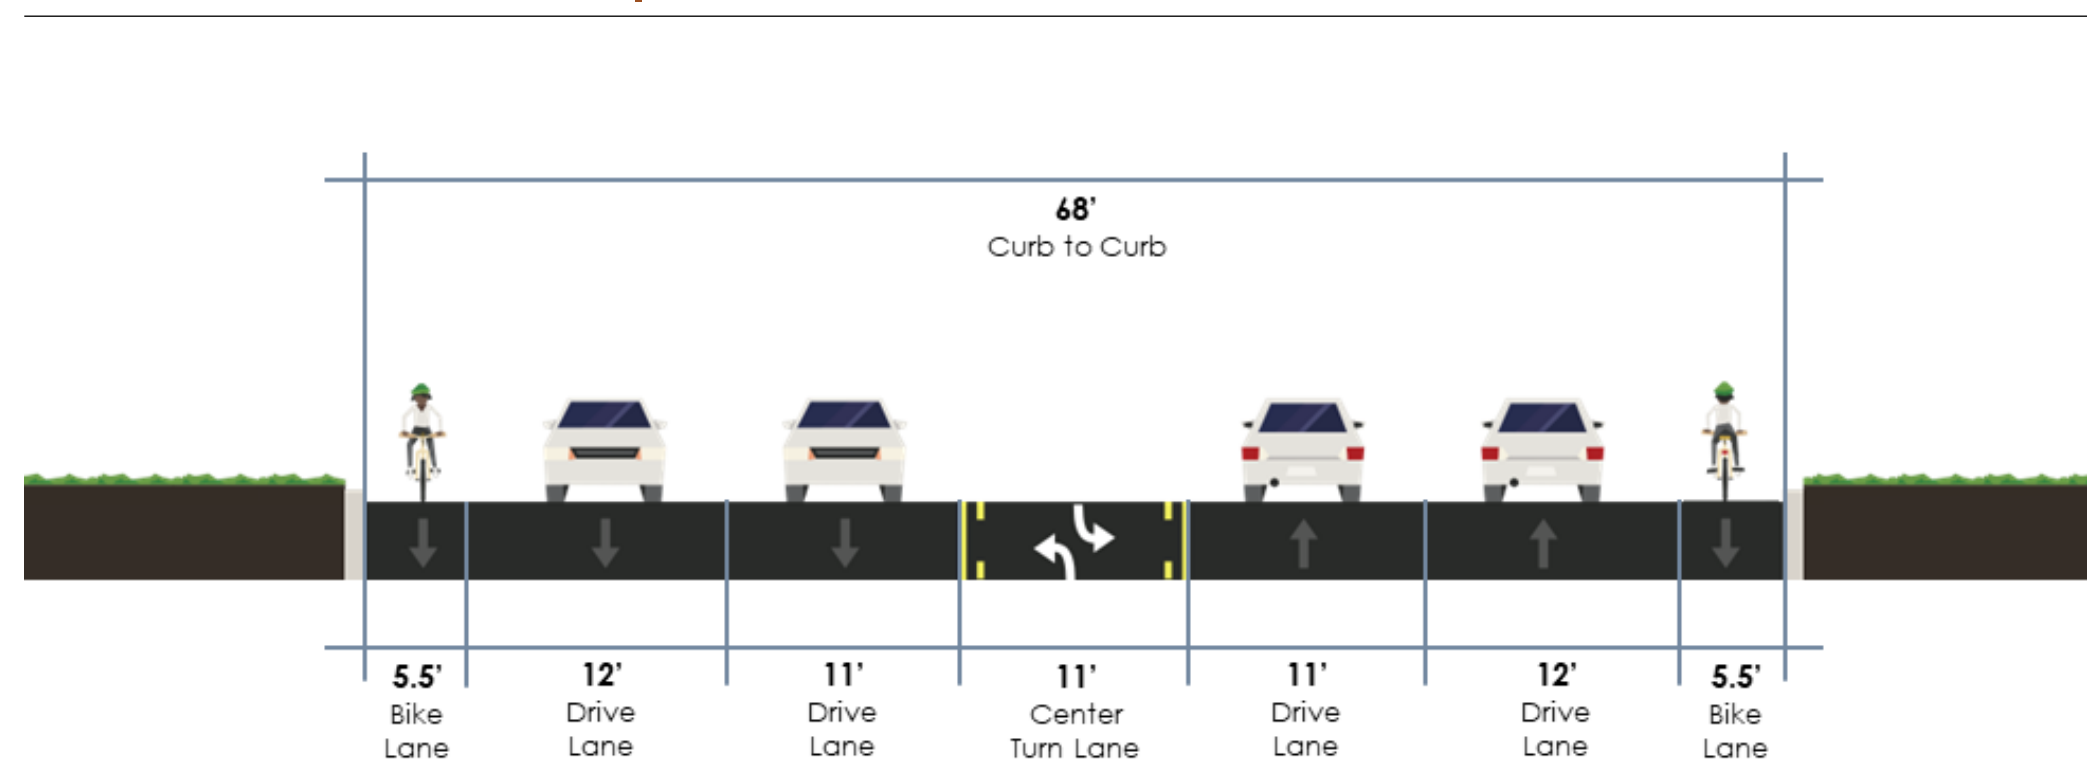 68’
Curb to Curb
5.5’
Bike
Lane
12’
Drive
Lane
11’
Drive
Lane
11’
Center
Turn Lane
11’
Drive
Lane
12’
Drive
Lane
5.5’
Bike
Lane